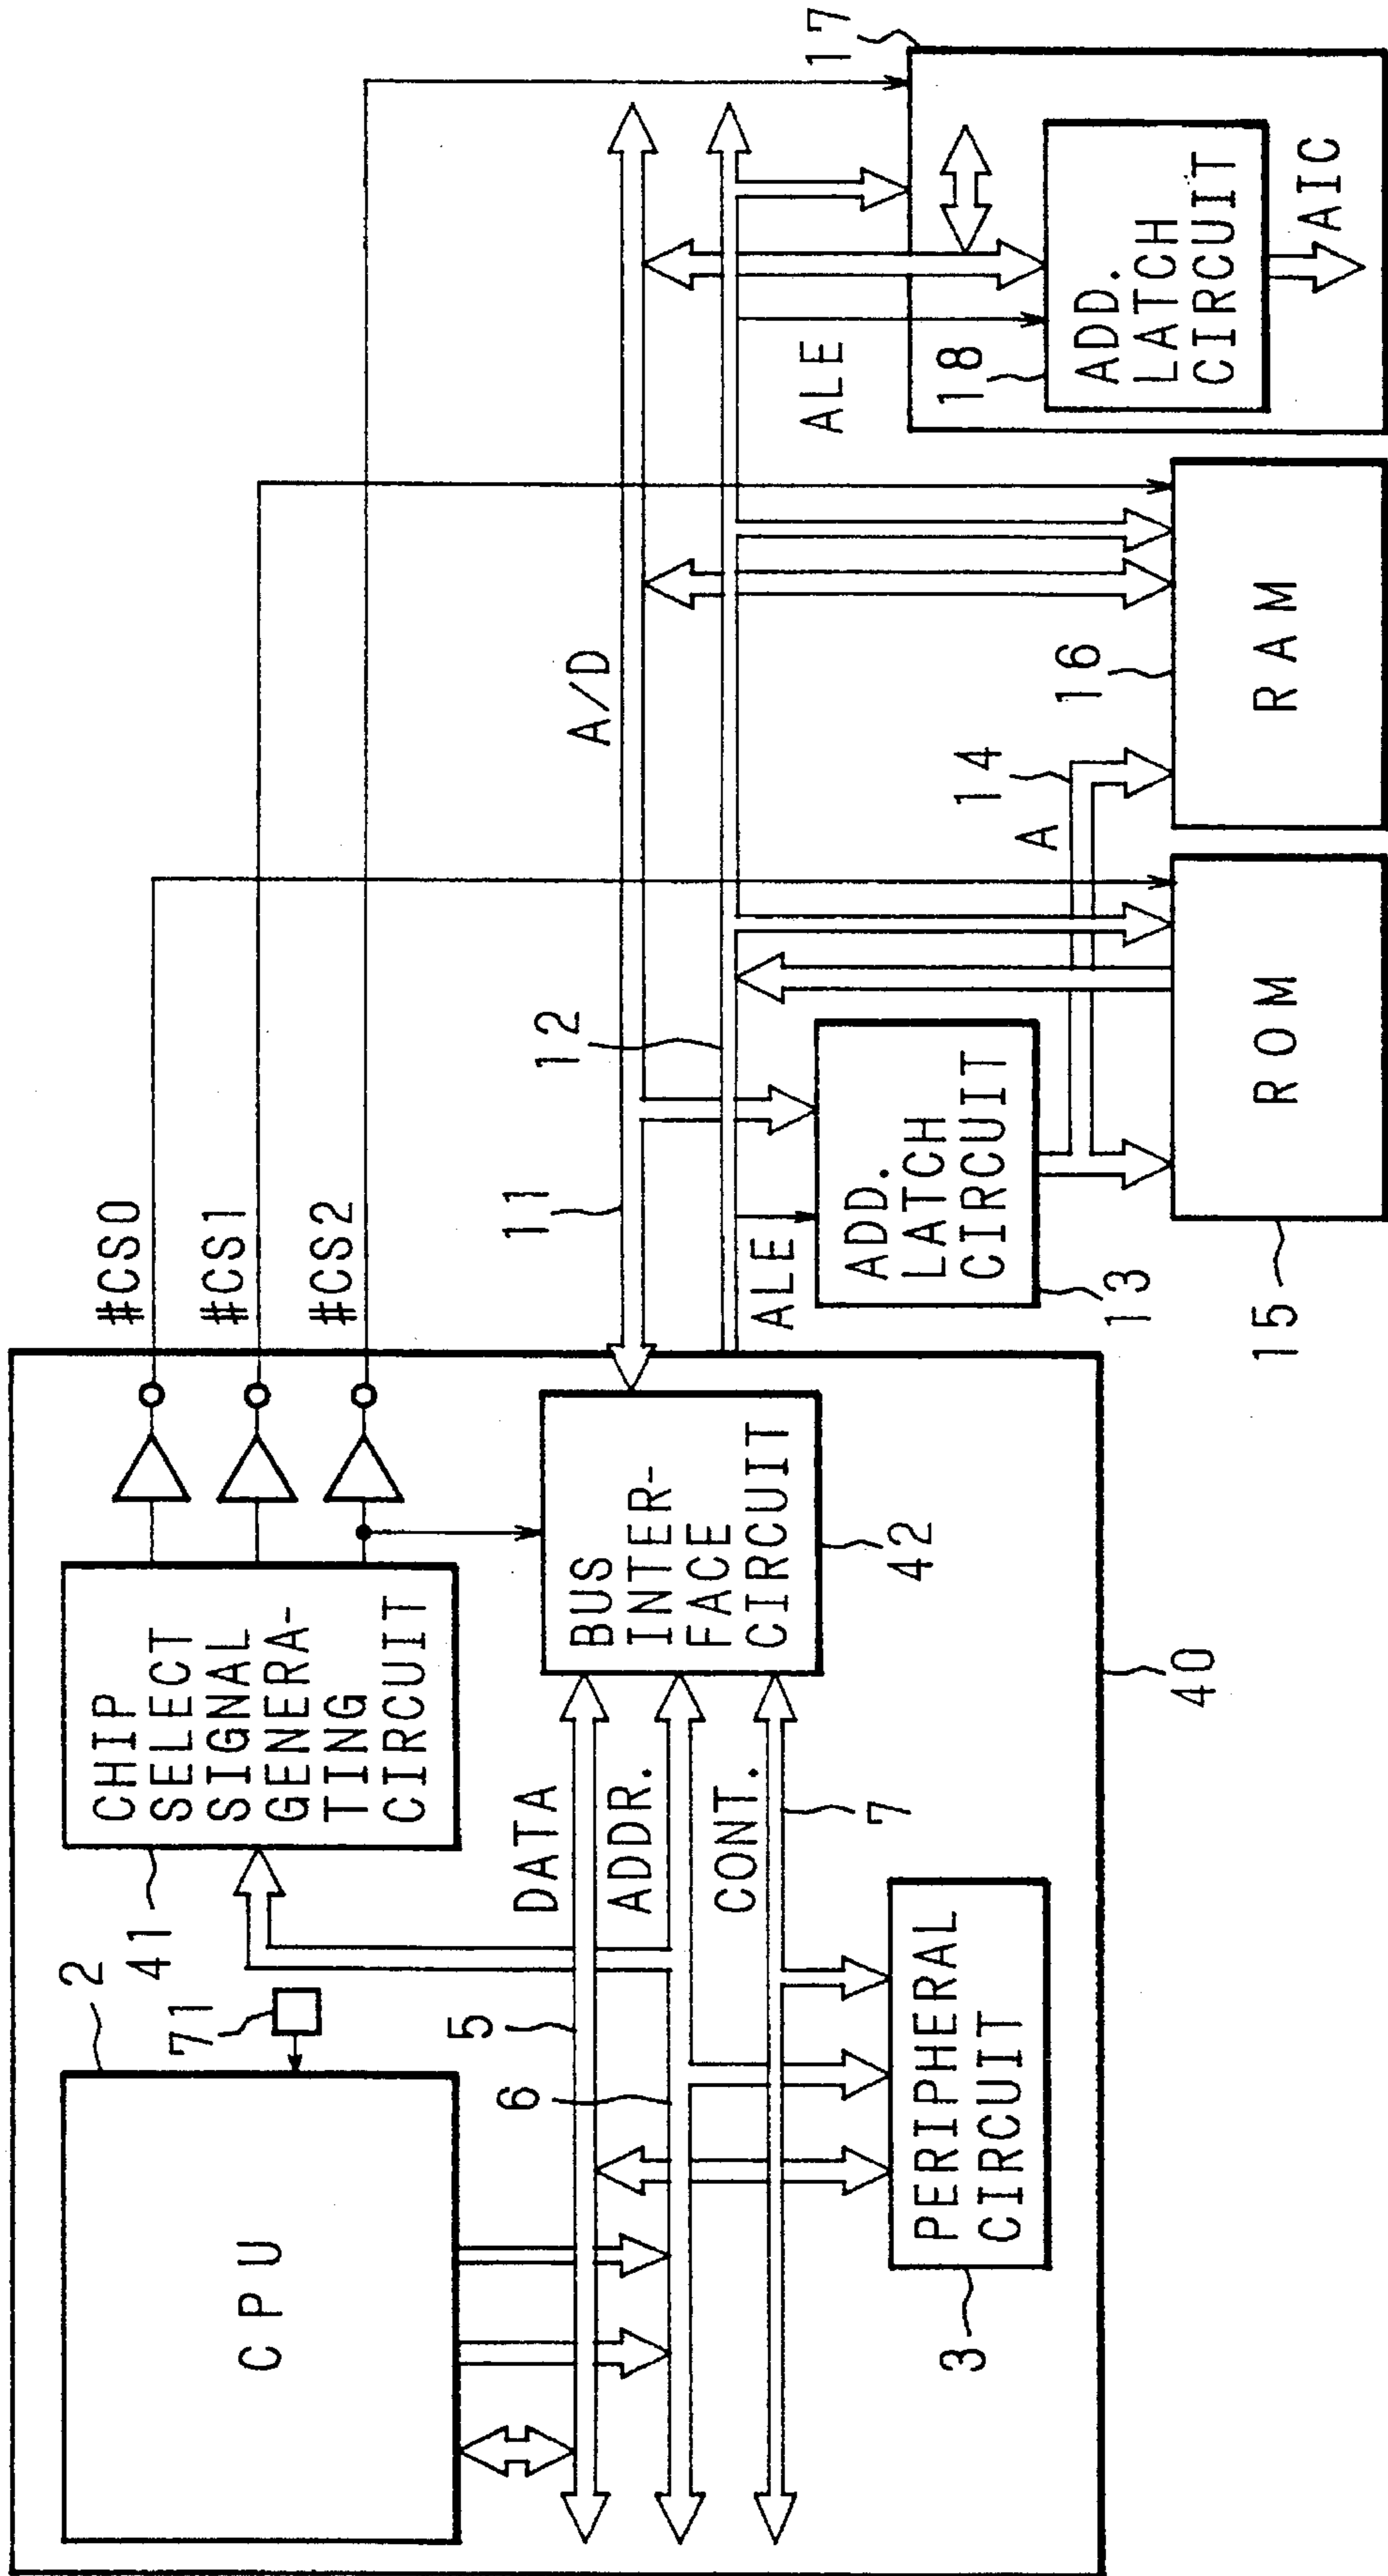 2
CPU
71
41
CHIP
SELECT
SIGNAL
GENERA-
TING
CIRCUIT
#CS0
#CS1
#CS2
5
6
DATA
ADDR.
CONT.
7
BUS
INTER-
FACE
CIRCUIT
42
3
PERIPHERAL
CIRCUIT
40
11
12
A/D
ALE
ADD.
LATCH
CIRCUIT
13
14
A
15
ROM
16
RAM
17
ALE
18
ADD.
LATCH
CIRCUIT
AIC